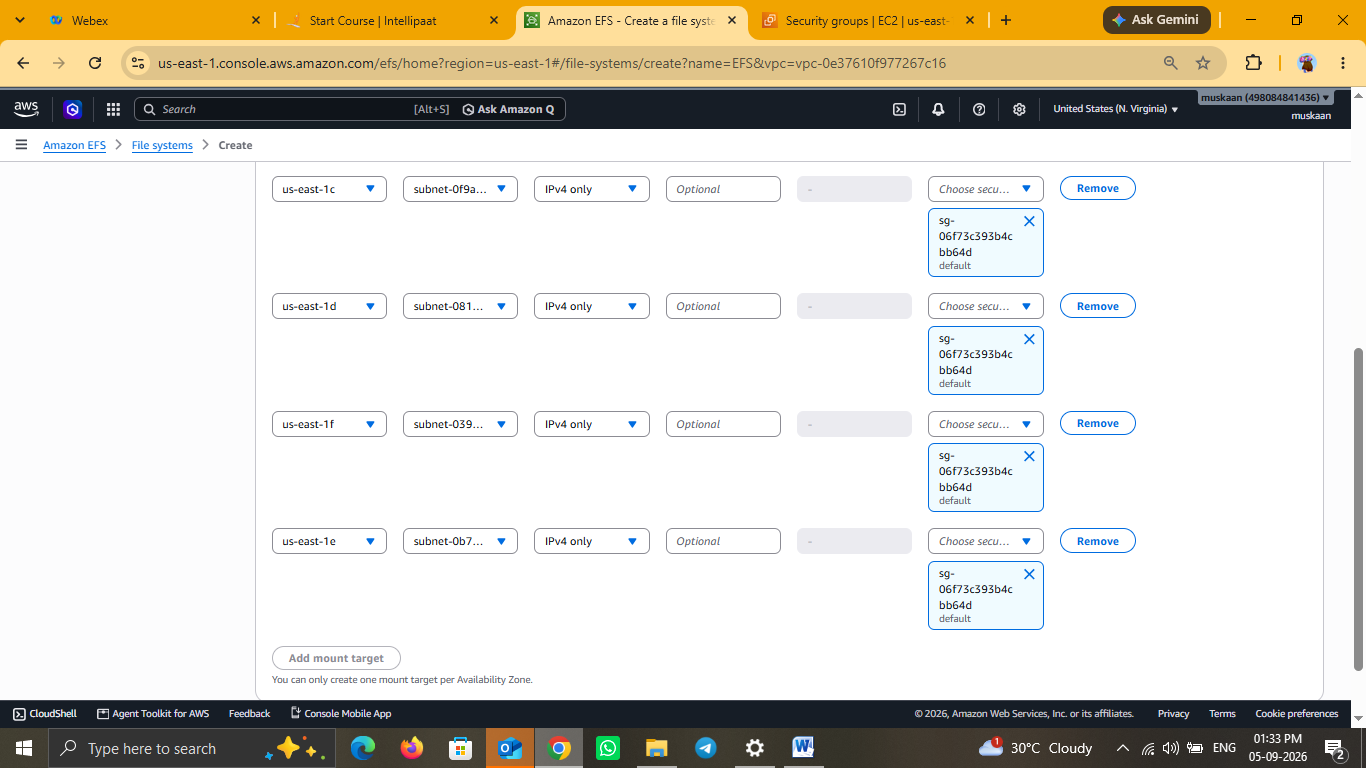 Webex
Start Course | Intellipaat
Amazon EFS - Create a file syste
Security groups | EC2 | us-east-
Ask Gemini
us-east-1.console.aws.amazon.com/efs/home?region=us-east-1#/file-systems/create?name=EFS&vpc=vpc-0e37610f977267c16
aws
Search
[Alt+S]
Ask Amazon Q
United States (N. Virginia)
muskaan (498084841436)
muskaan
Amazon EFS
File systems
Create
us-east-1c
subnet-0f9a...
IPv4 only
Optional
-
Choose secu...
Remove
sg-
06f73c393b4c
bb64d
default
us-east-1d
subnet-081...
IPv4 only
Optional
-
Choose secu...
Remove
sg-
06f73c393b4c
bb64d
default
us-east-1f
subnet-039...
IPv4 only
Optional
-
Choose secu...
Remove
sg-
06f73c393b4c
bb64d
default
us-east-1e
subnet-0b7...
IPv4 only
Optional
-
Choose secu...
Remove
sg-
06f73c393b4c
bb64d
default
Add mount target
You can only create one mount target per Availability Zone.
CloudShell
Agent Toolkit for AWS
Feedback
Console Mobile App
© 2026, Amazon Web Services, Inc. or its affiliates.
Privacy
Terms
Cookie preferences
Type here to search
1
30°C Cloudy
ENG
01:33 PM
05-09-2026
2